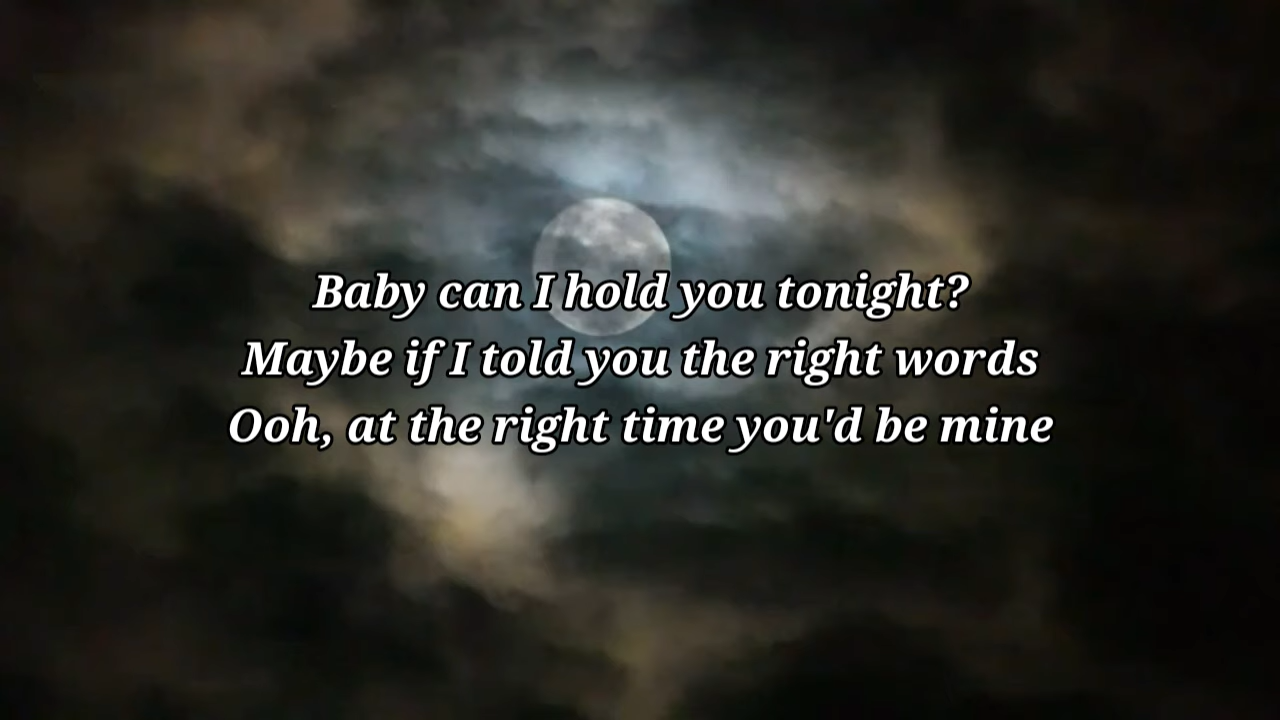 Baby can I hold you tonight?
Maybe if I told you the right words
Ooh, at the right time you'd be mine